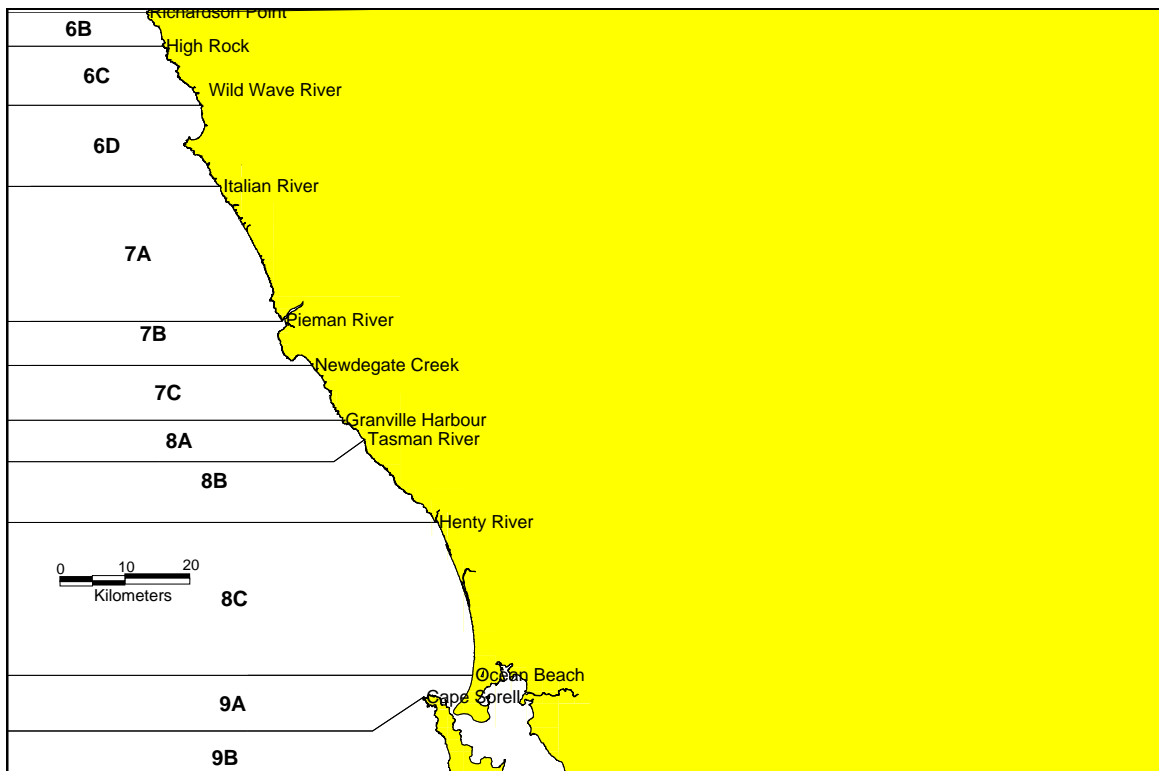 Richardson Point
6B
High Rock
6C
Wild Wave River
6D
Italian River
7A
Pieman River
7B
Newdegate Creek
7C
Granville Harbour
8A
Tasman River
8B
Henty River
0 10 20
Kilometers
8C
Ocean Beach
Cape Sorell
9A
9B